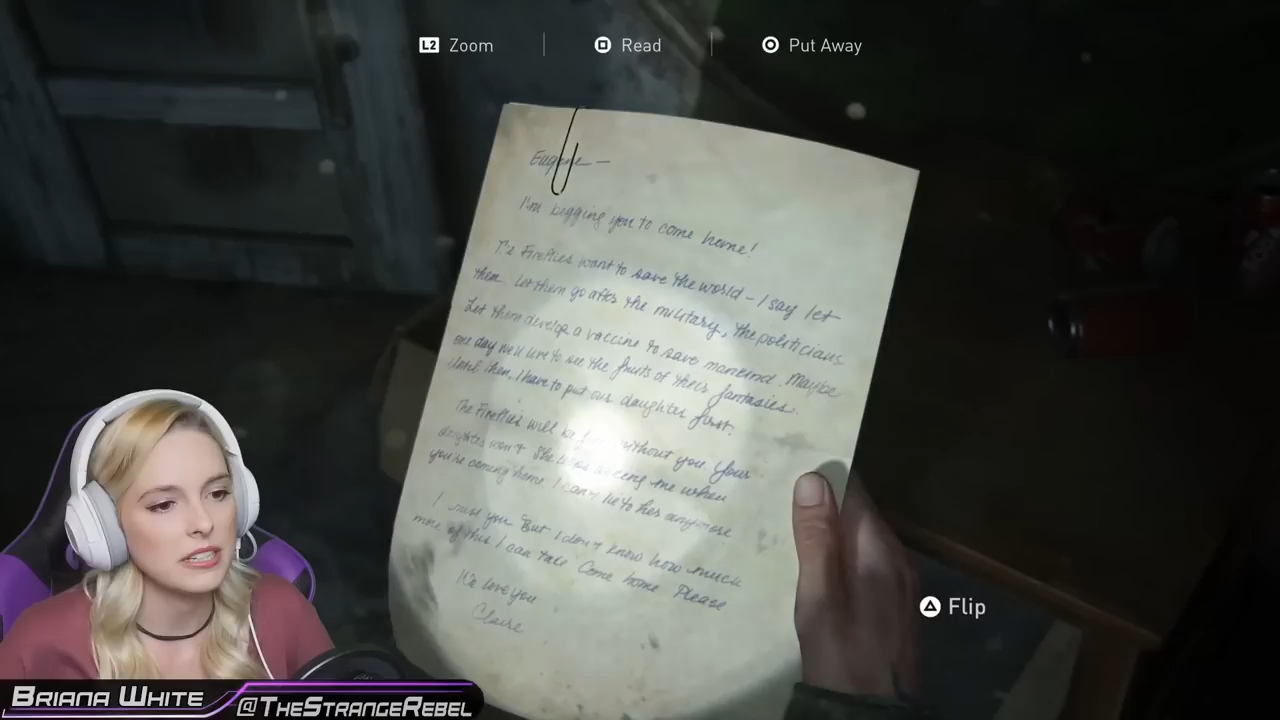 L2 Zoom
Read
Put Away
Eugene —
I'm begging you to come home!
The Fireflies want to save the world - I say let
them. Let them go after the military, the politicians
Let them develop a vaccine to save mankind. Maybe
one day we'll live to see the fruits of their fantasies.
Until then, I have to put our daughter first.
The Fireflies will be fine without you. Your
daughter won't. She keeps asking me when
you're coming home. I can't lie to her anymore
I miss you. But I don't know how much
more of this I can take. Come home. Please
We love you
Claire
Flip
BRIANA WHITE
@THESTRANGEREBEL